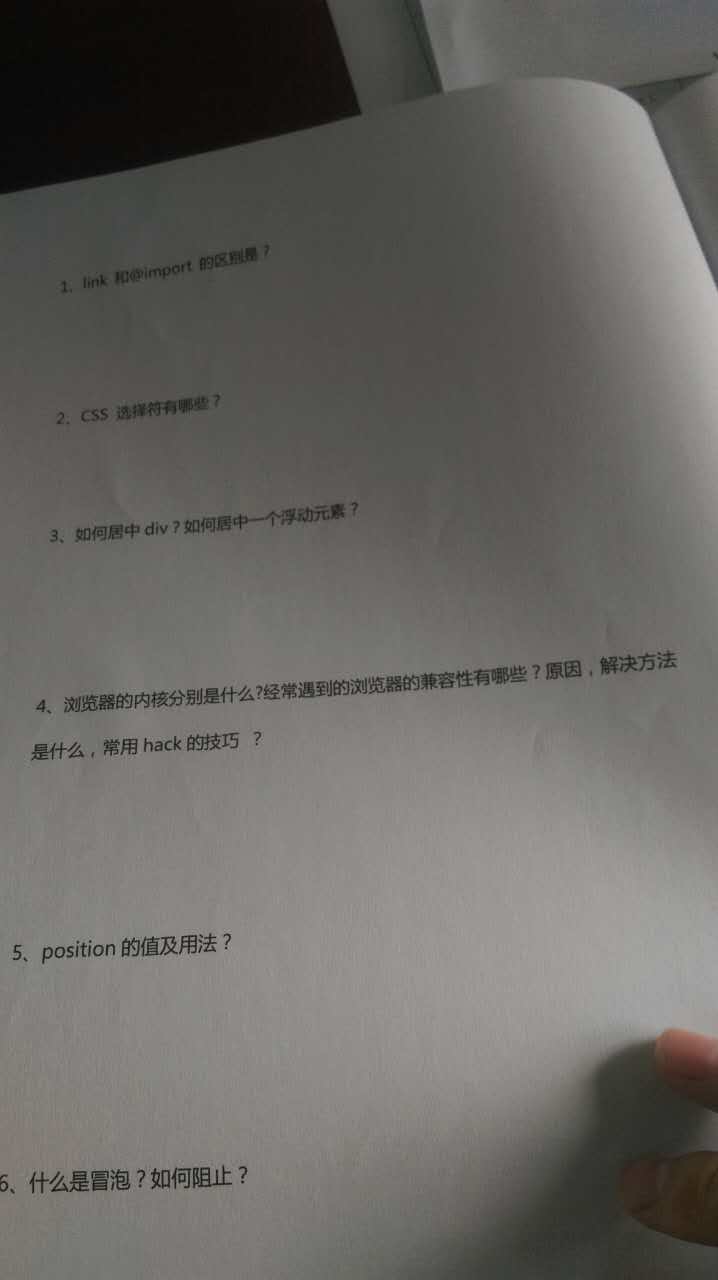 1、link 和@import 的区别是？
2、CSS 选择符有哪些？
3、如何居中 div？如何居中一个浮动元素？
4、浏览器的内核分别是什么?经常遇到的浏览器的兼容性有哪些？原因，解决方法
是什么，常用 hack 的技巧 ？
5、position 的值及用法？
6、什么是冒泡？如何阻止？